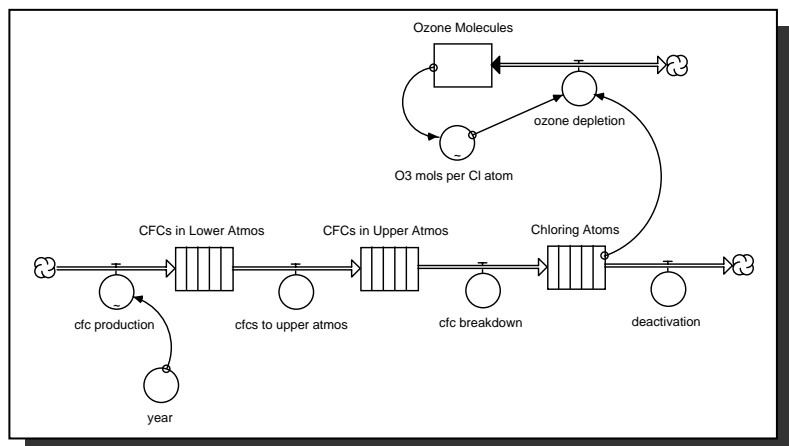 Ozone Molecules
ozone depletion
~
O3 mols per Cl atom
CFCs in Lower Atmos
CFCs in Upper Atmos
Chloring Atoms
~
cfc production
cfcs to upper atmos
cfc breakdown
deactivation
year